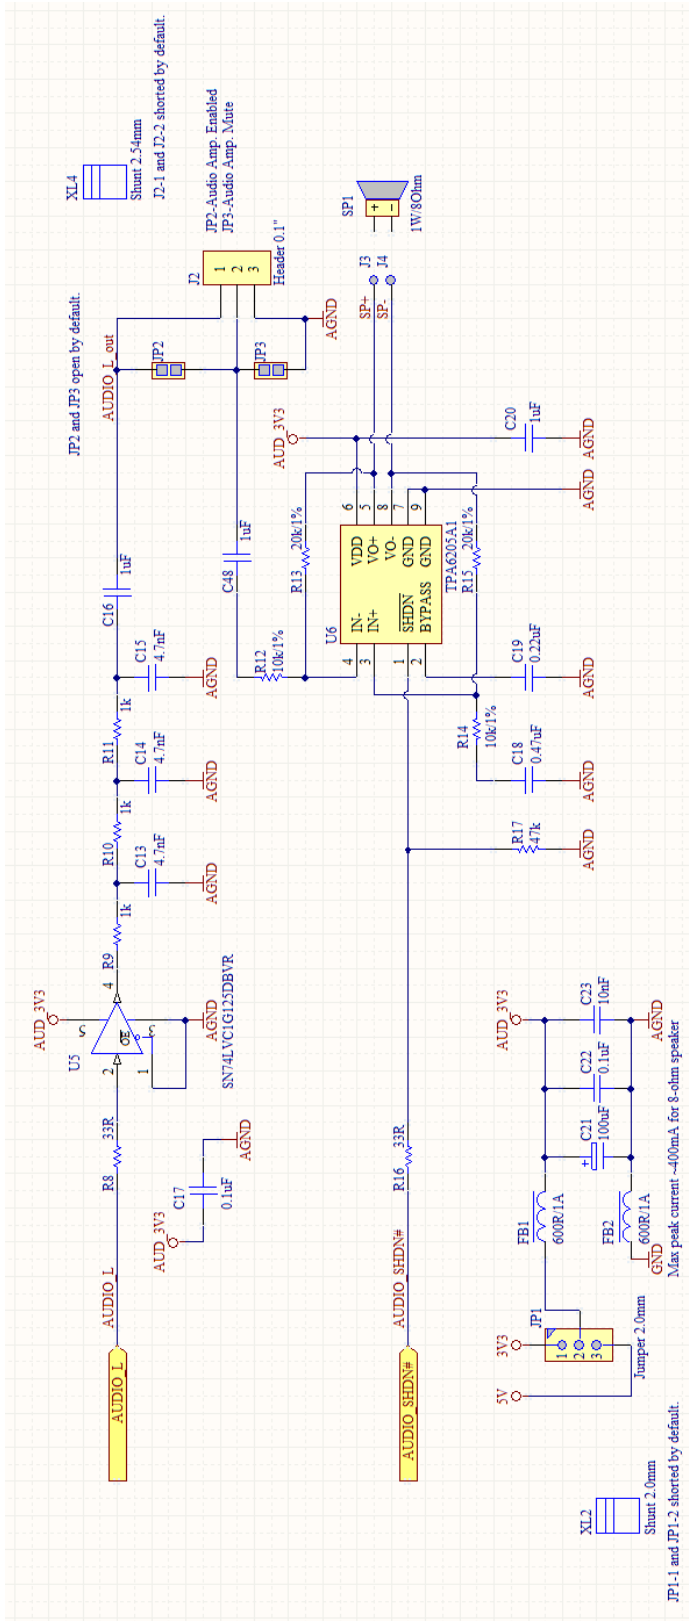 AUDIO_L
AUDIO_L
R8
33R
U5
2
4
1
5
3
OE
AUD_3V3
AGND
SN74LVC1G125DBVR
AUD_3V3
C17
0.1uF
AGND
R9
1k
C13
4.7nF
AGND
R10
1k
C14
4.7nF
AGND
R11
1k
C15
4.7nF
AGND
C16
1uF
AUDIO_L_out
JP2 and JP3 open by default.
JP2
JP3
J2
1
2
3
Header 0.1"
AGND
JP2-Audio Amp. Enabled
JP3-Audio Amp. Mute
XL4
Shunt 2.54mm
J2-1 and J2-2 shorted by default.
C48
1uF
R12
10k/1%
R13
20k/1%
AUD_3V3
U6
4
3
1
2
IN-
IN+
SHDN
BYPASS
VDD
VO+
VO-
GND
GND
6
5
8
7
9
TPA6205A1
R15
20k/1%
R14
10k/1%
C18
0.47uF
AGND
C19
0.22uF
AGND
AGND
C20
1uF
AGND
SP+
SP-
J3
J4
SP1
+
-
1W/8Ohm
AUDIO_SHDN#
AUDIO_SHDN#
R16
33R
R17
47k
AGND
XL2
Shunt 2.0mm
JP1-1 and JP1-2 shorted by default.
5V
3V3
JP1
1
2
3
Jumper 2.0mm
FB1
600R/1A
FB2
600R/1A
GND
AUD_3V3
+
C21
100uF
C22
0.1uF
C23
10nF
AGND
Max peak current ~400mA for 8-ohm speaker